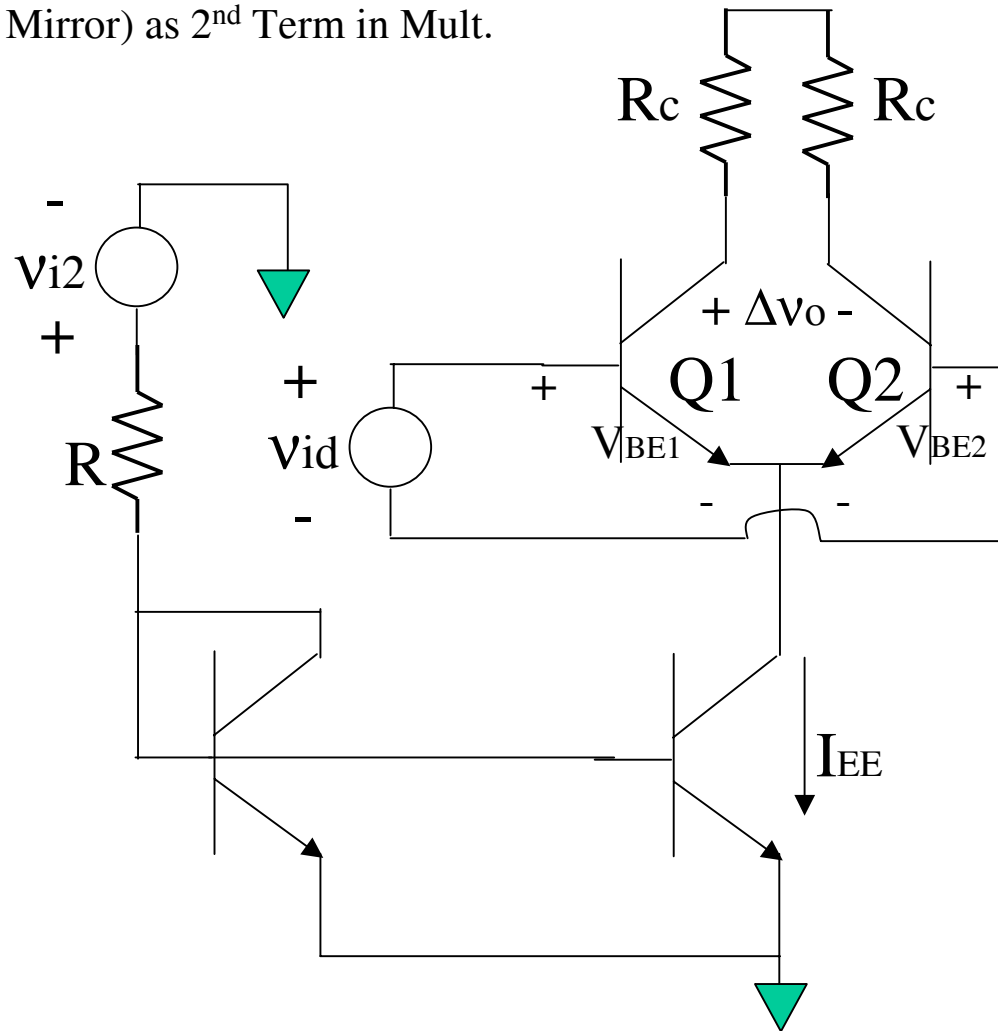 Mirror) as 2nd Term in Mult.
Rc Rc
-
νi2
+
+ Δνo -
Q1 Q2
+
+ +
R
νid
VBE1 VBE2
-
- -
IEE